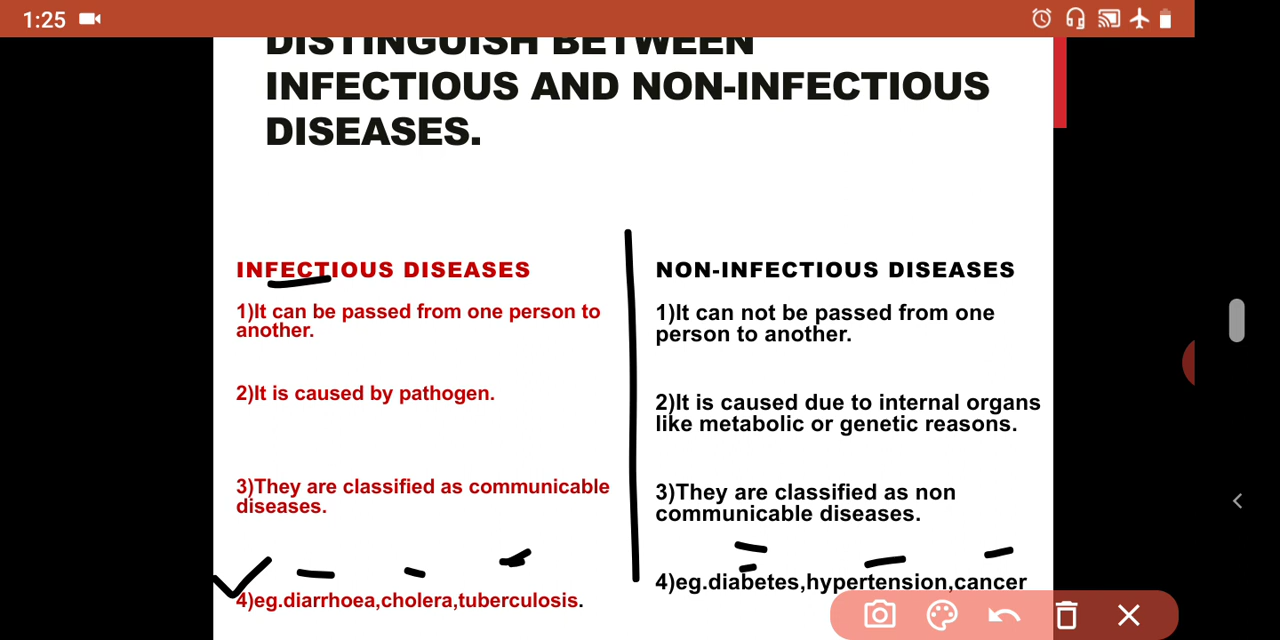 1:25
DISTINGUISH BETWEEN
INFECTIOUS AND NON-INFECTIOUS
DISEASES.
INFECTIOUS DISEASES
1)It can be passed from one person to
another.
2)It is caused by pathogen.
3)They are classified as communicable
diseases.
4)eg.diarrhoea,cholera,tuberculosis.
NON-INFECTIOUS DISEASES
1)It can not be passed from one
person to another.
2)It is caused due to internal organs
like metabolic or genetic reasons.
3)They are classified as non
communicable diseases.
4)eg.diabetes,hypertension,cancer